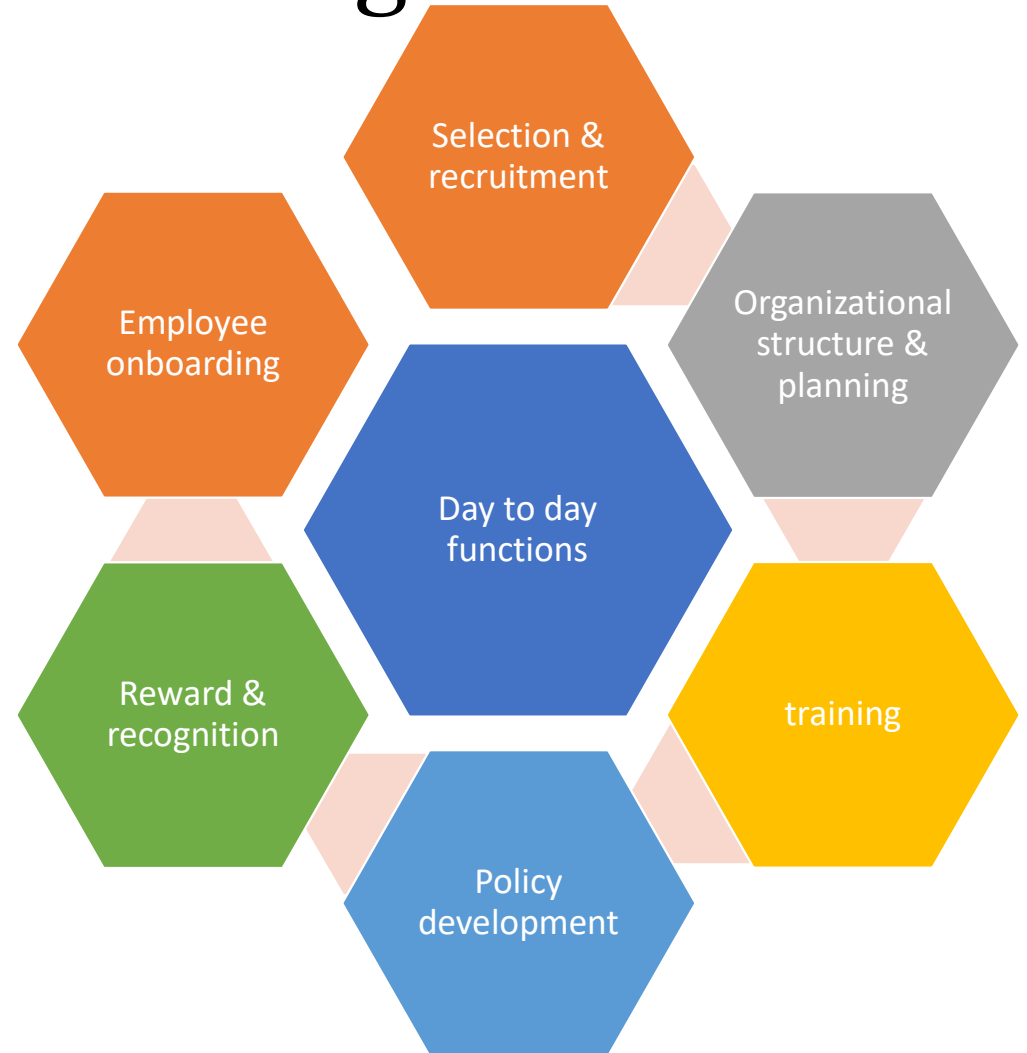 Selection &
recruitment
Organizational
structure &
planning
training
Policy
development
Reward &
recognition
Employee
onboarding
Day to day
functions